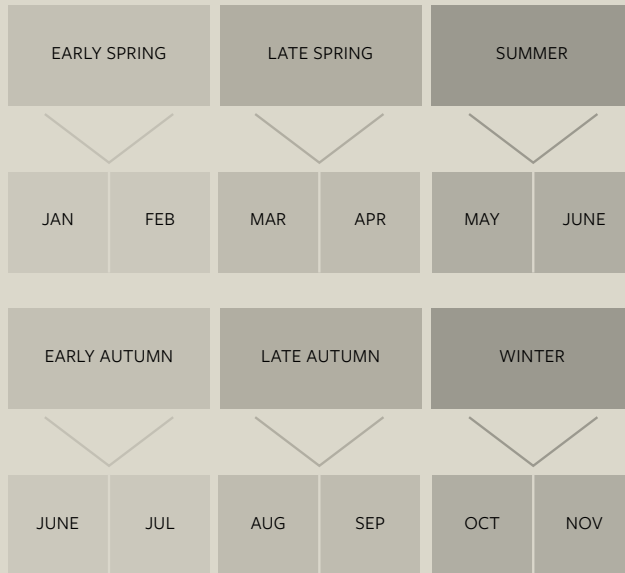 EARLY SPRING LATE SPRING SUMMER
JAN FEB MAR APR MAY JUNE
EARLY AUTUMN LATE AUTUMN WINTER
JUNE JUL AUG SEP OCT NOV